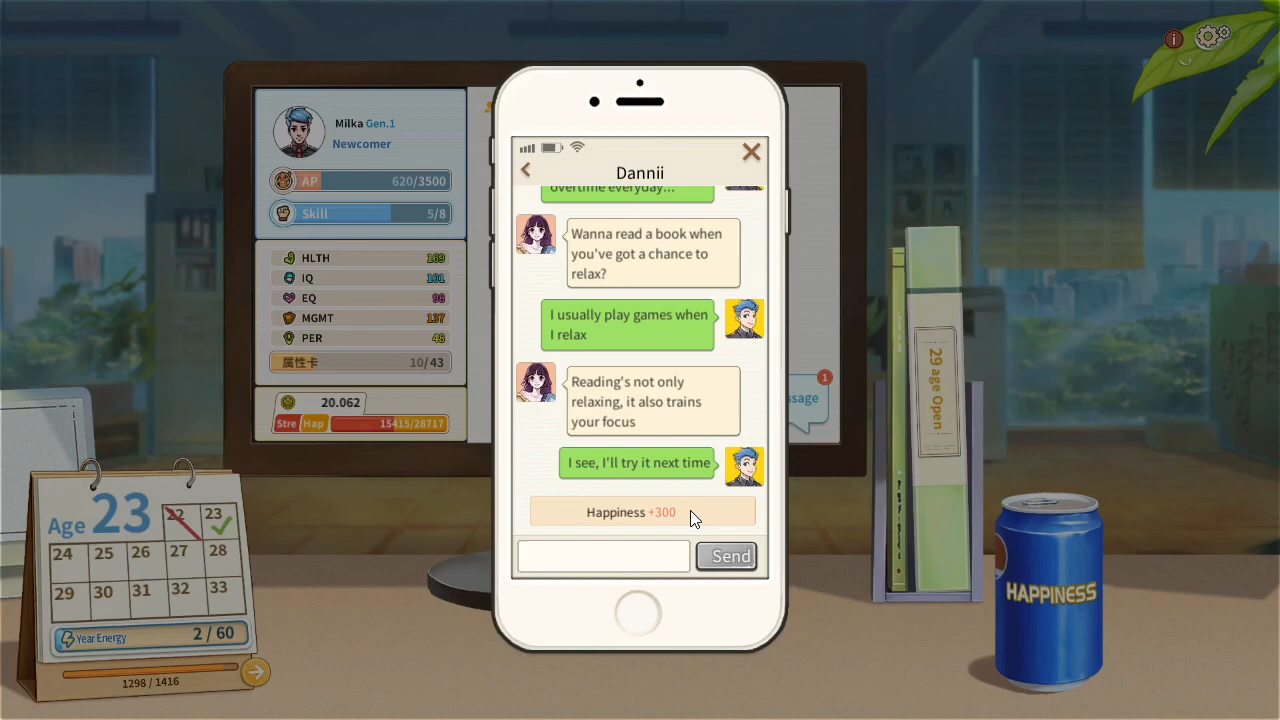 Milka Gen.1
Newcomer
AP 620/3500
Skill 5/8
HLTH 169
IQ 101
EQ 98
MGMT 137
PER 48
属性卡 10/43
20.062
Stre Hap 15415/28717
Dannii
overtime everyday...
Wanna read a book when
you've got a chance to
relax?
I usually play games when
I relax
Reading's not only
relaxing, it also trains
your focus
I see, I'll try it next time
Happiness +300
Send
1
ssage
29 age Open
HAPPINESS
Age 23
22 23
24 25 26 27 28
29 30 31 32 33
Year Energy 2 / 60
1298 / 1416